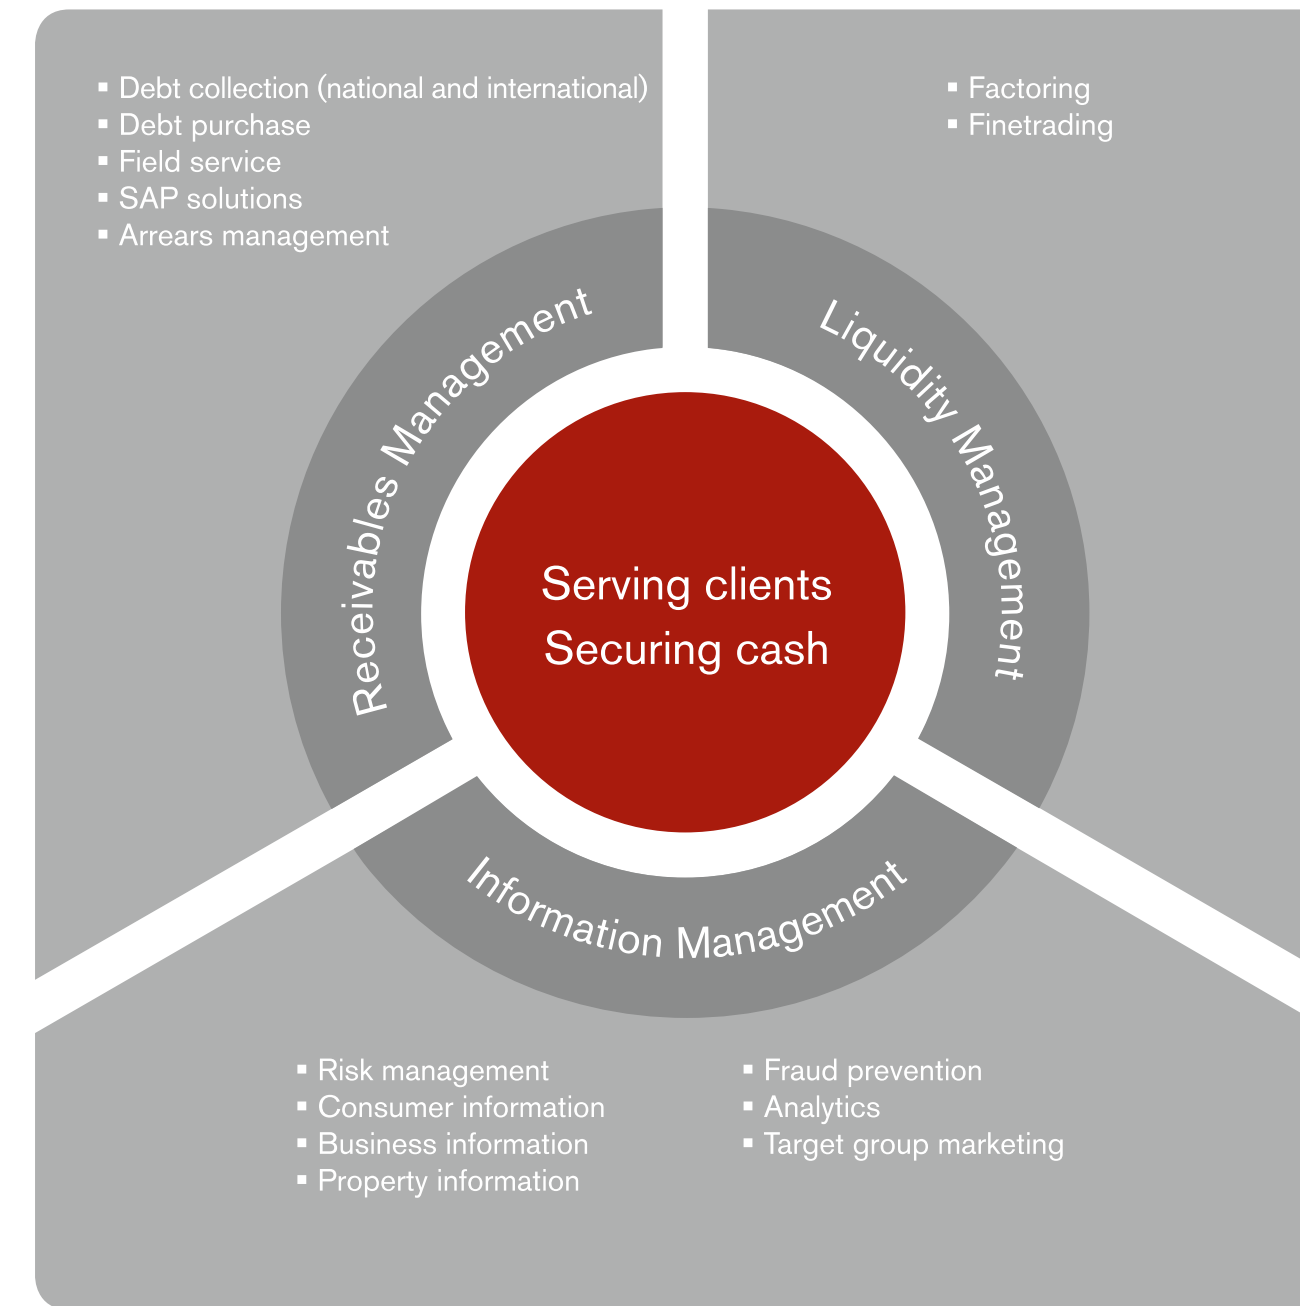 ▪ Debt collection (national and international)
▪ Debt purchase
▪ Field service
▪ SAP solutions
▪ Arrears management
▪ Factoring
▪ Finetrading
Receivables Management
Liquidity Management
Serving clients
Securing cash
Information Management
▪ Risk management
▪ Consumer information
▪ Business information
▪ Property information
▪ Fraud prevention
▪ Analytics
▪ Target group marketing